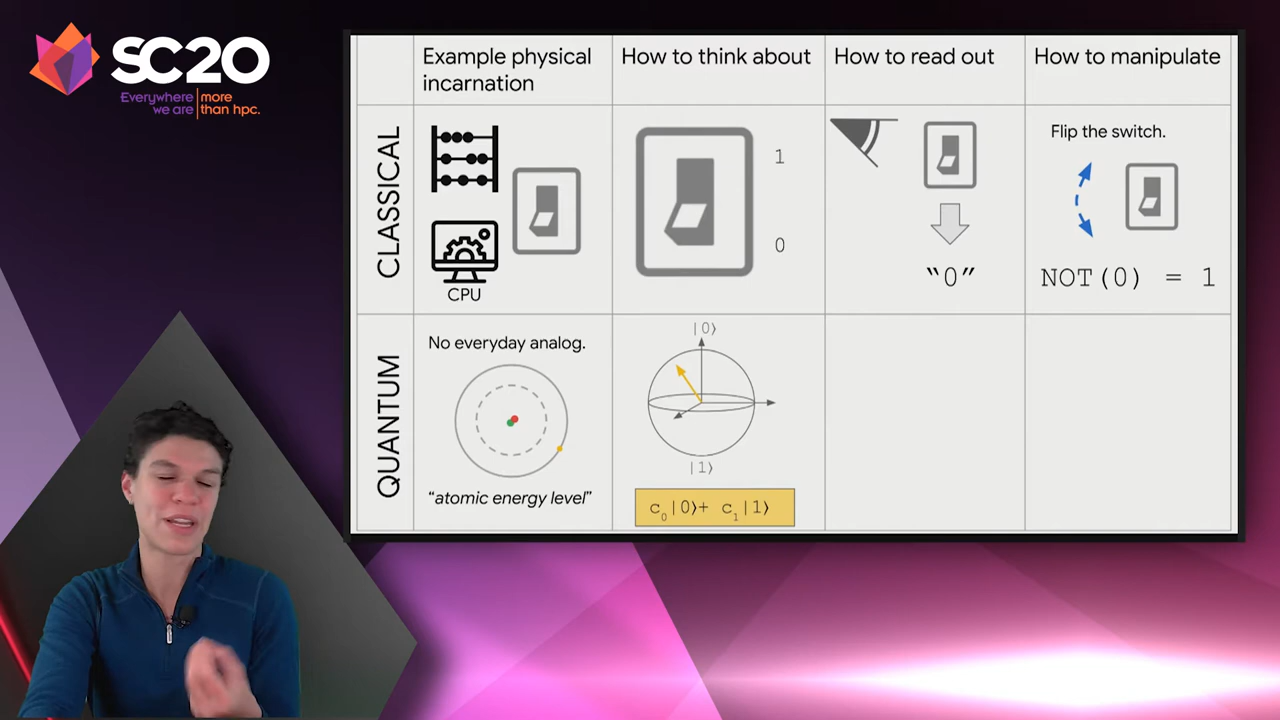 SC20
Everywhere | more
we are | than hpc.
Example physical
incarnation
How to think about
How to read out
How to manipulate
CLASSICAL
CPU
1
0
“0”
Flip the switch.
NOT(0) = 1
QUANTUM
No everyday analog.
“atomic energy level”
|0⟩
|1⟩
c₀|0⟩+ c₁|1⟩